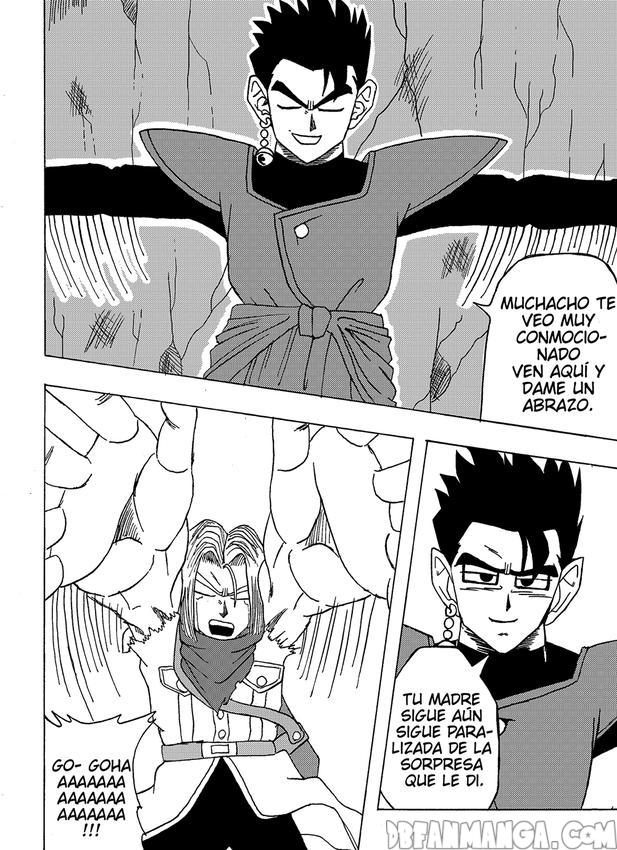 MUCHACHO TE
VEO MUY
CONMOCIO-
NADO
VEN AQUÍ Y
DAME UN
ABRAZO.
TU MADRE
SIGUE AÚN
SIGUE PARA-
LIZADA DE LA
SORPRESA
QUE LE DI.
GO- GOHA
AAAAAAA
AAAAAAA
AAAAAAA
!!!
DBFANMANGA.COM